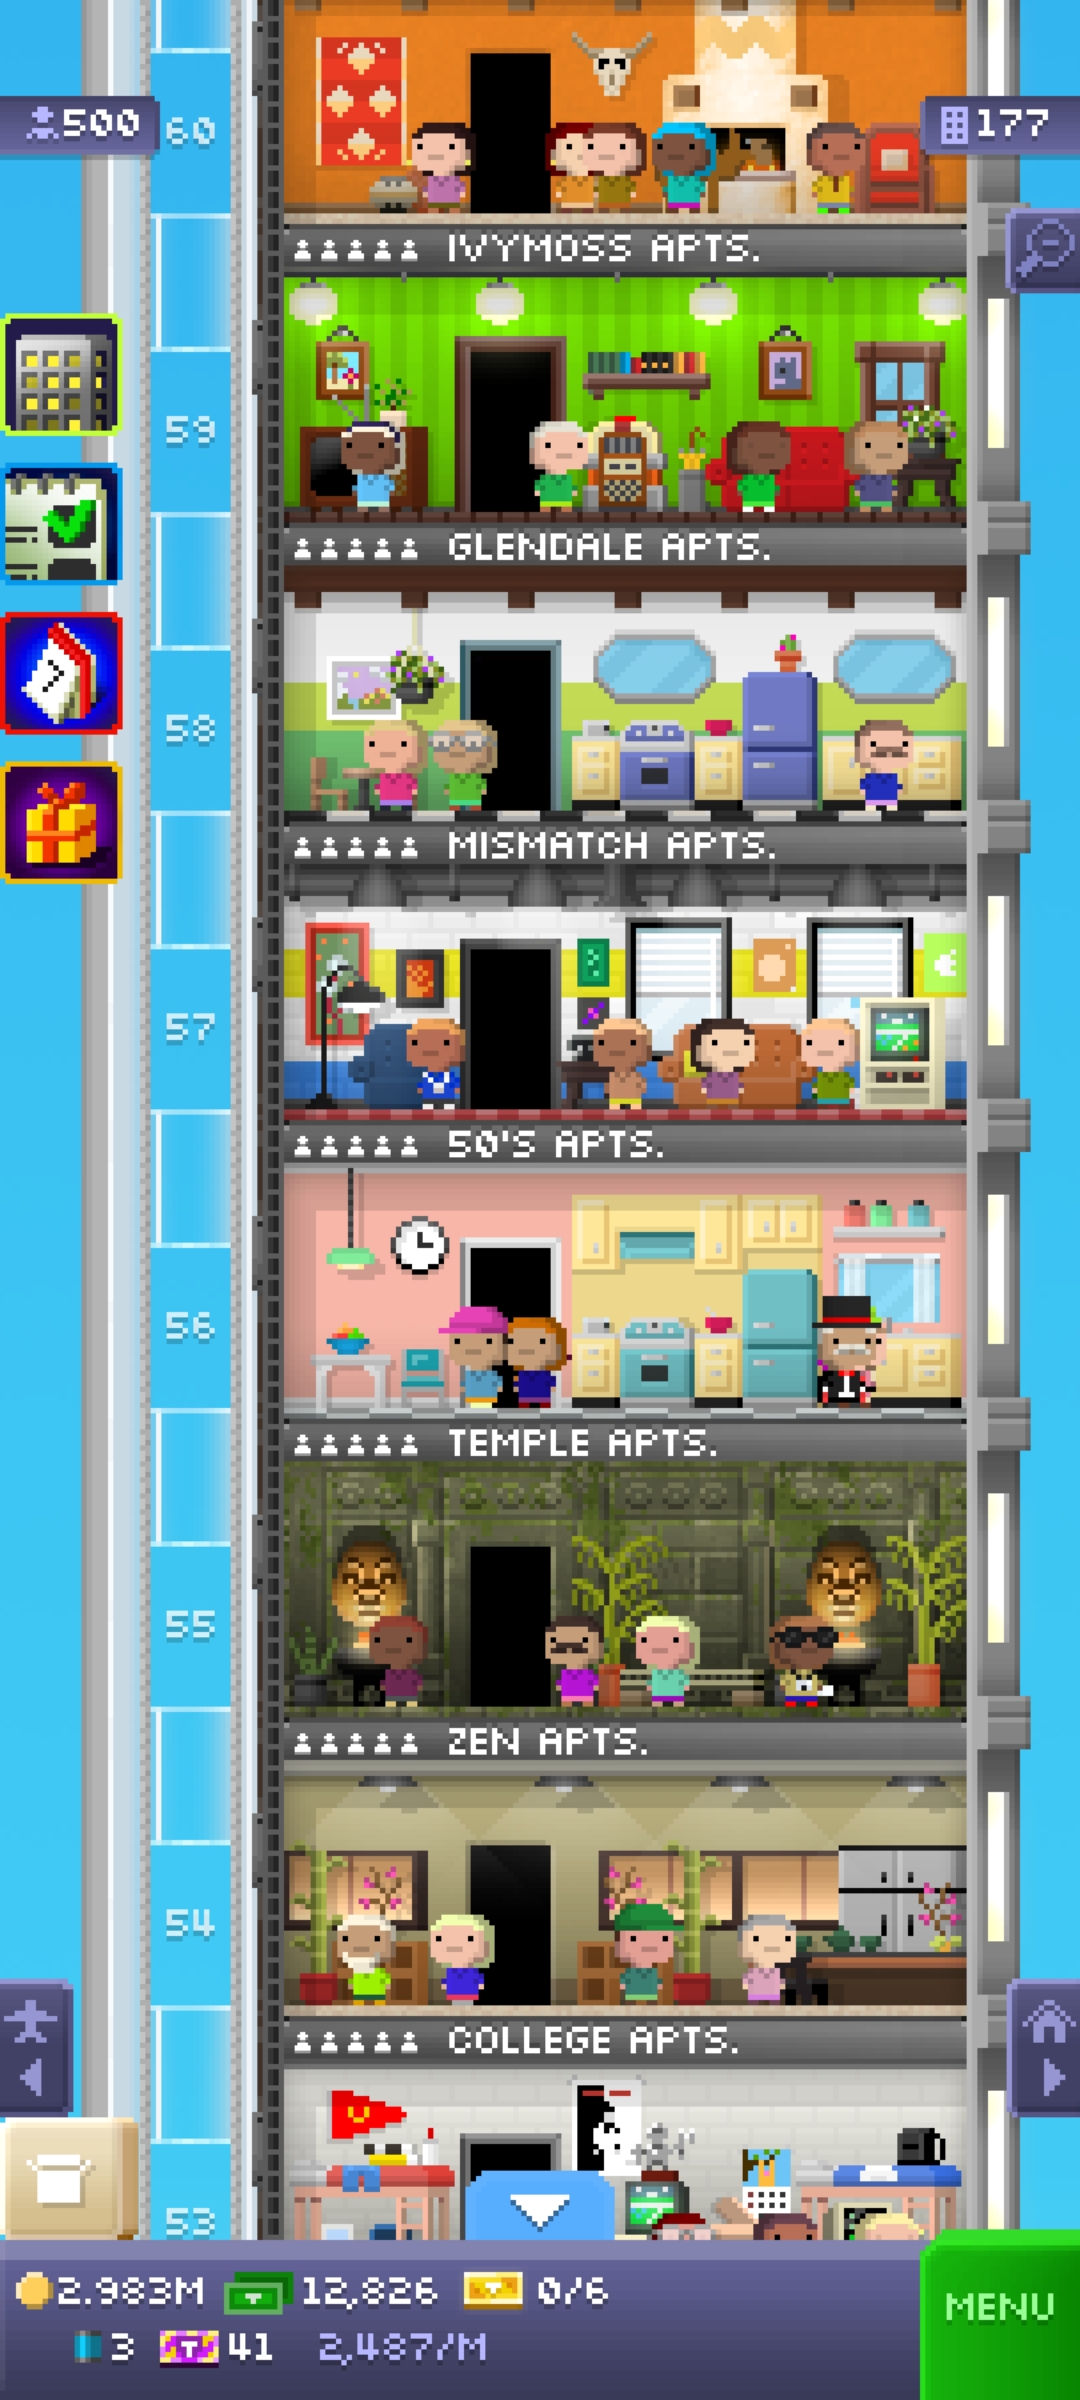 500
60
177
IVYMOSS APTS.
59
GLENDALE APTS.
58
MISMATCH APTS.
57
50'S APTS.
56
TEMPLE APTS.
55
ZEN APTS.
54
COLLEGE APTS.
53
2.983M 12,826 0/6
MENU
3 41 2,487/M